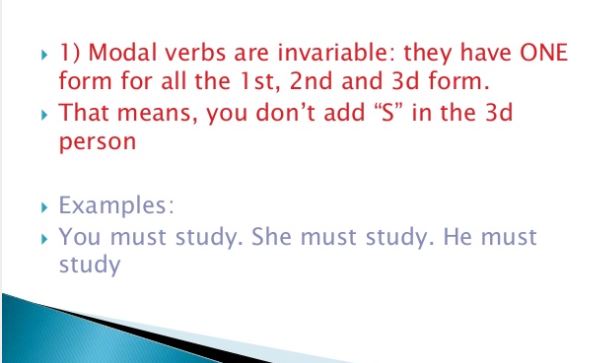 1) Modal verbs are invariable: they have ONE
form for all the 1st, 2nd and 3d form.
That means, you don't add “S” in the 3d
person
Examples:
You must study. She must study. He must
study